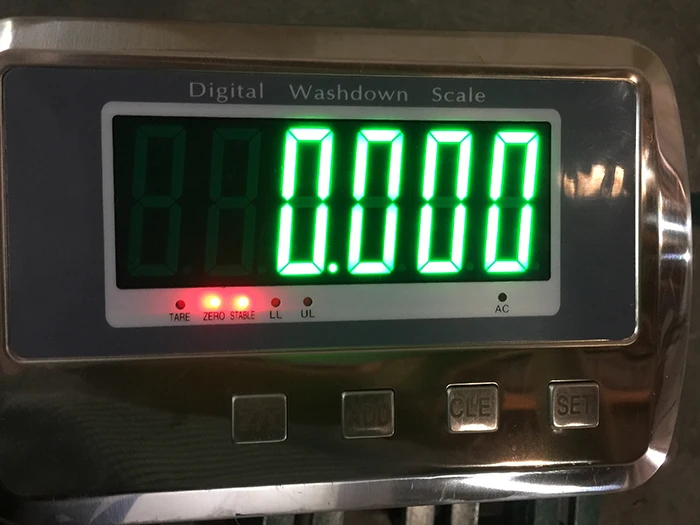 Digital Washdown Scale
0.000
TARE ZERO STABLE LL UL AC
CLE SET